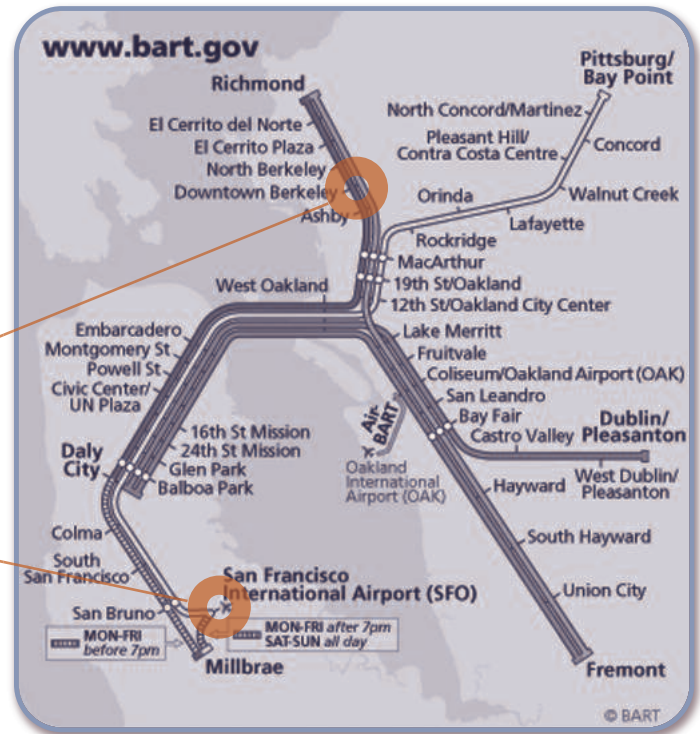 www.bart.gov
Richmond
El Cerrito del Norte
El Cerrito Plaza
North Berkeley
Downtown Berkeley
Ashby
Pittsburg/
Bay Point
North Concord/Martinez
Pleasant Hill/
Contra Costa Centre
Concord
Walnut Creek
Orinda
Lafayette
Rockridge
MacArthur
19th St/Oakland
12th St/Oakland City Center
West Oakland
Lake Merritt
Embarcadero
Montgomery St
Powell St
Civic Center/
UN Plaza
Fruitvale
Coliseum/Oakland Airport (OAK)
San Leandro
Bay Fair
Castro Valley
Dublin/
Pleasanton
West Dublin/
Pleasanton
Air-
BART
Oakland
International
Airport (OAK)
16th St Mission
24th St Mission
Glen Park
Balboa Park
Daly
City
Hayward
South Hayward
Union City
Fremont
Colma
South
San Francisco
San Bruno
San Francisco
International Airport (SFO)
MON-FRI
before 7pm
MON-FRI after 7pm
SAT-SUN all day
Millbrae
© BART